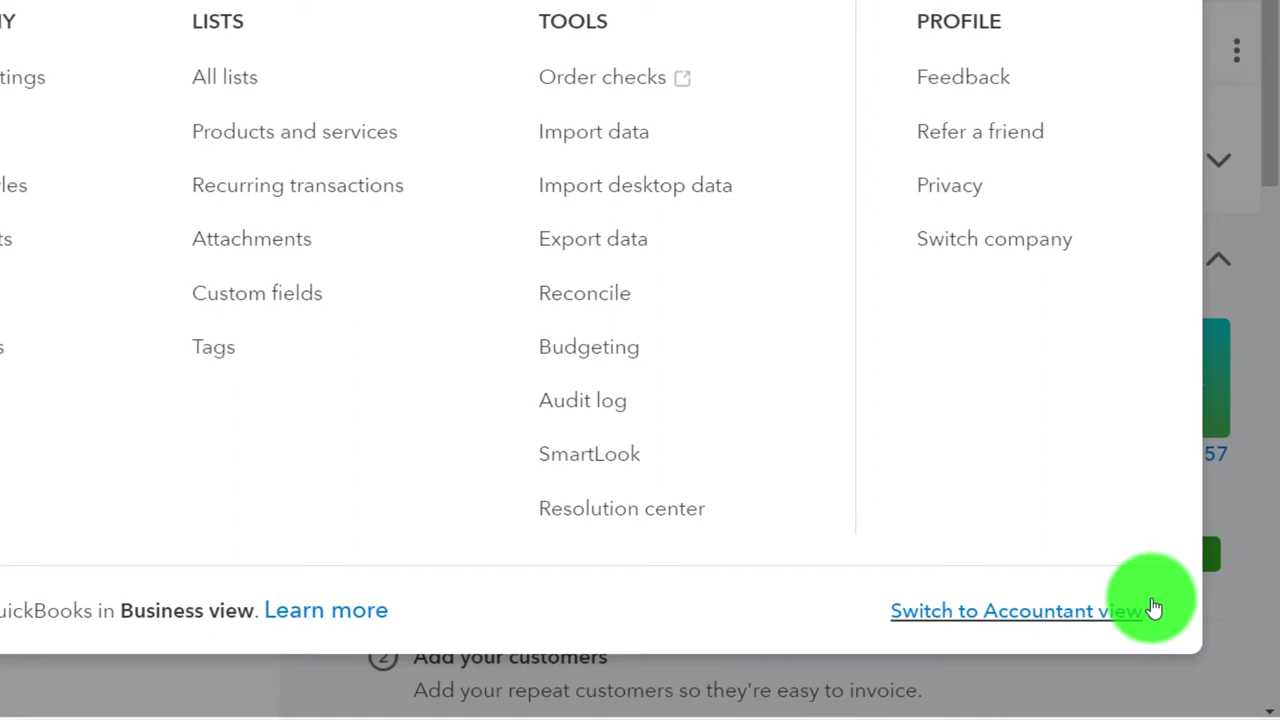 LISTS
All lists
Products and services
Recurring transactions
Attachments
Custom fields
Tags
TOOLS
Order checks
Import data
Import desktop data
Export data
Reconcile
Budgeting
Audit log
SmartLook
Resolution center
PROFILE
Feedback
Refer a friend
Privacy
Switch company
57
in Business view. Learn more
Switch to Accountant view
2 Add your customers
Add your repeat customers so they're easy to invoice.